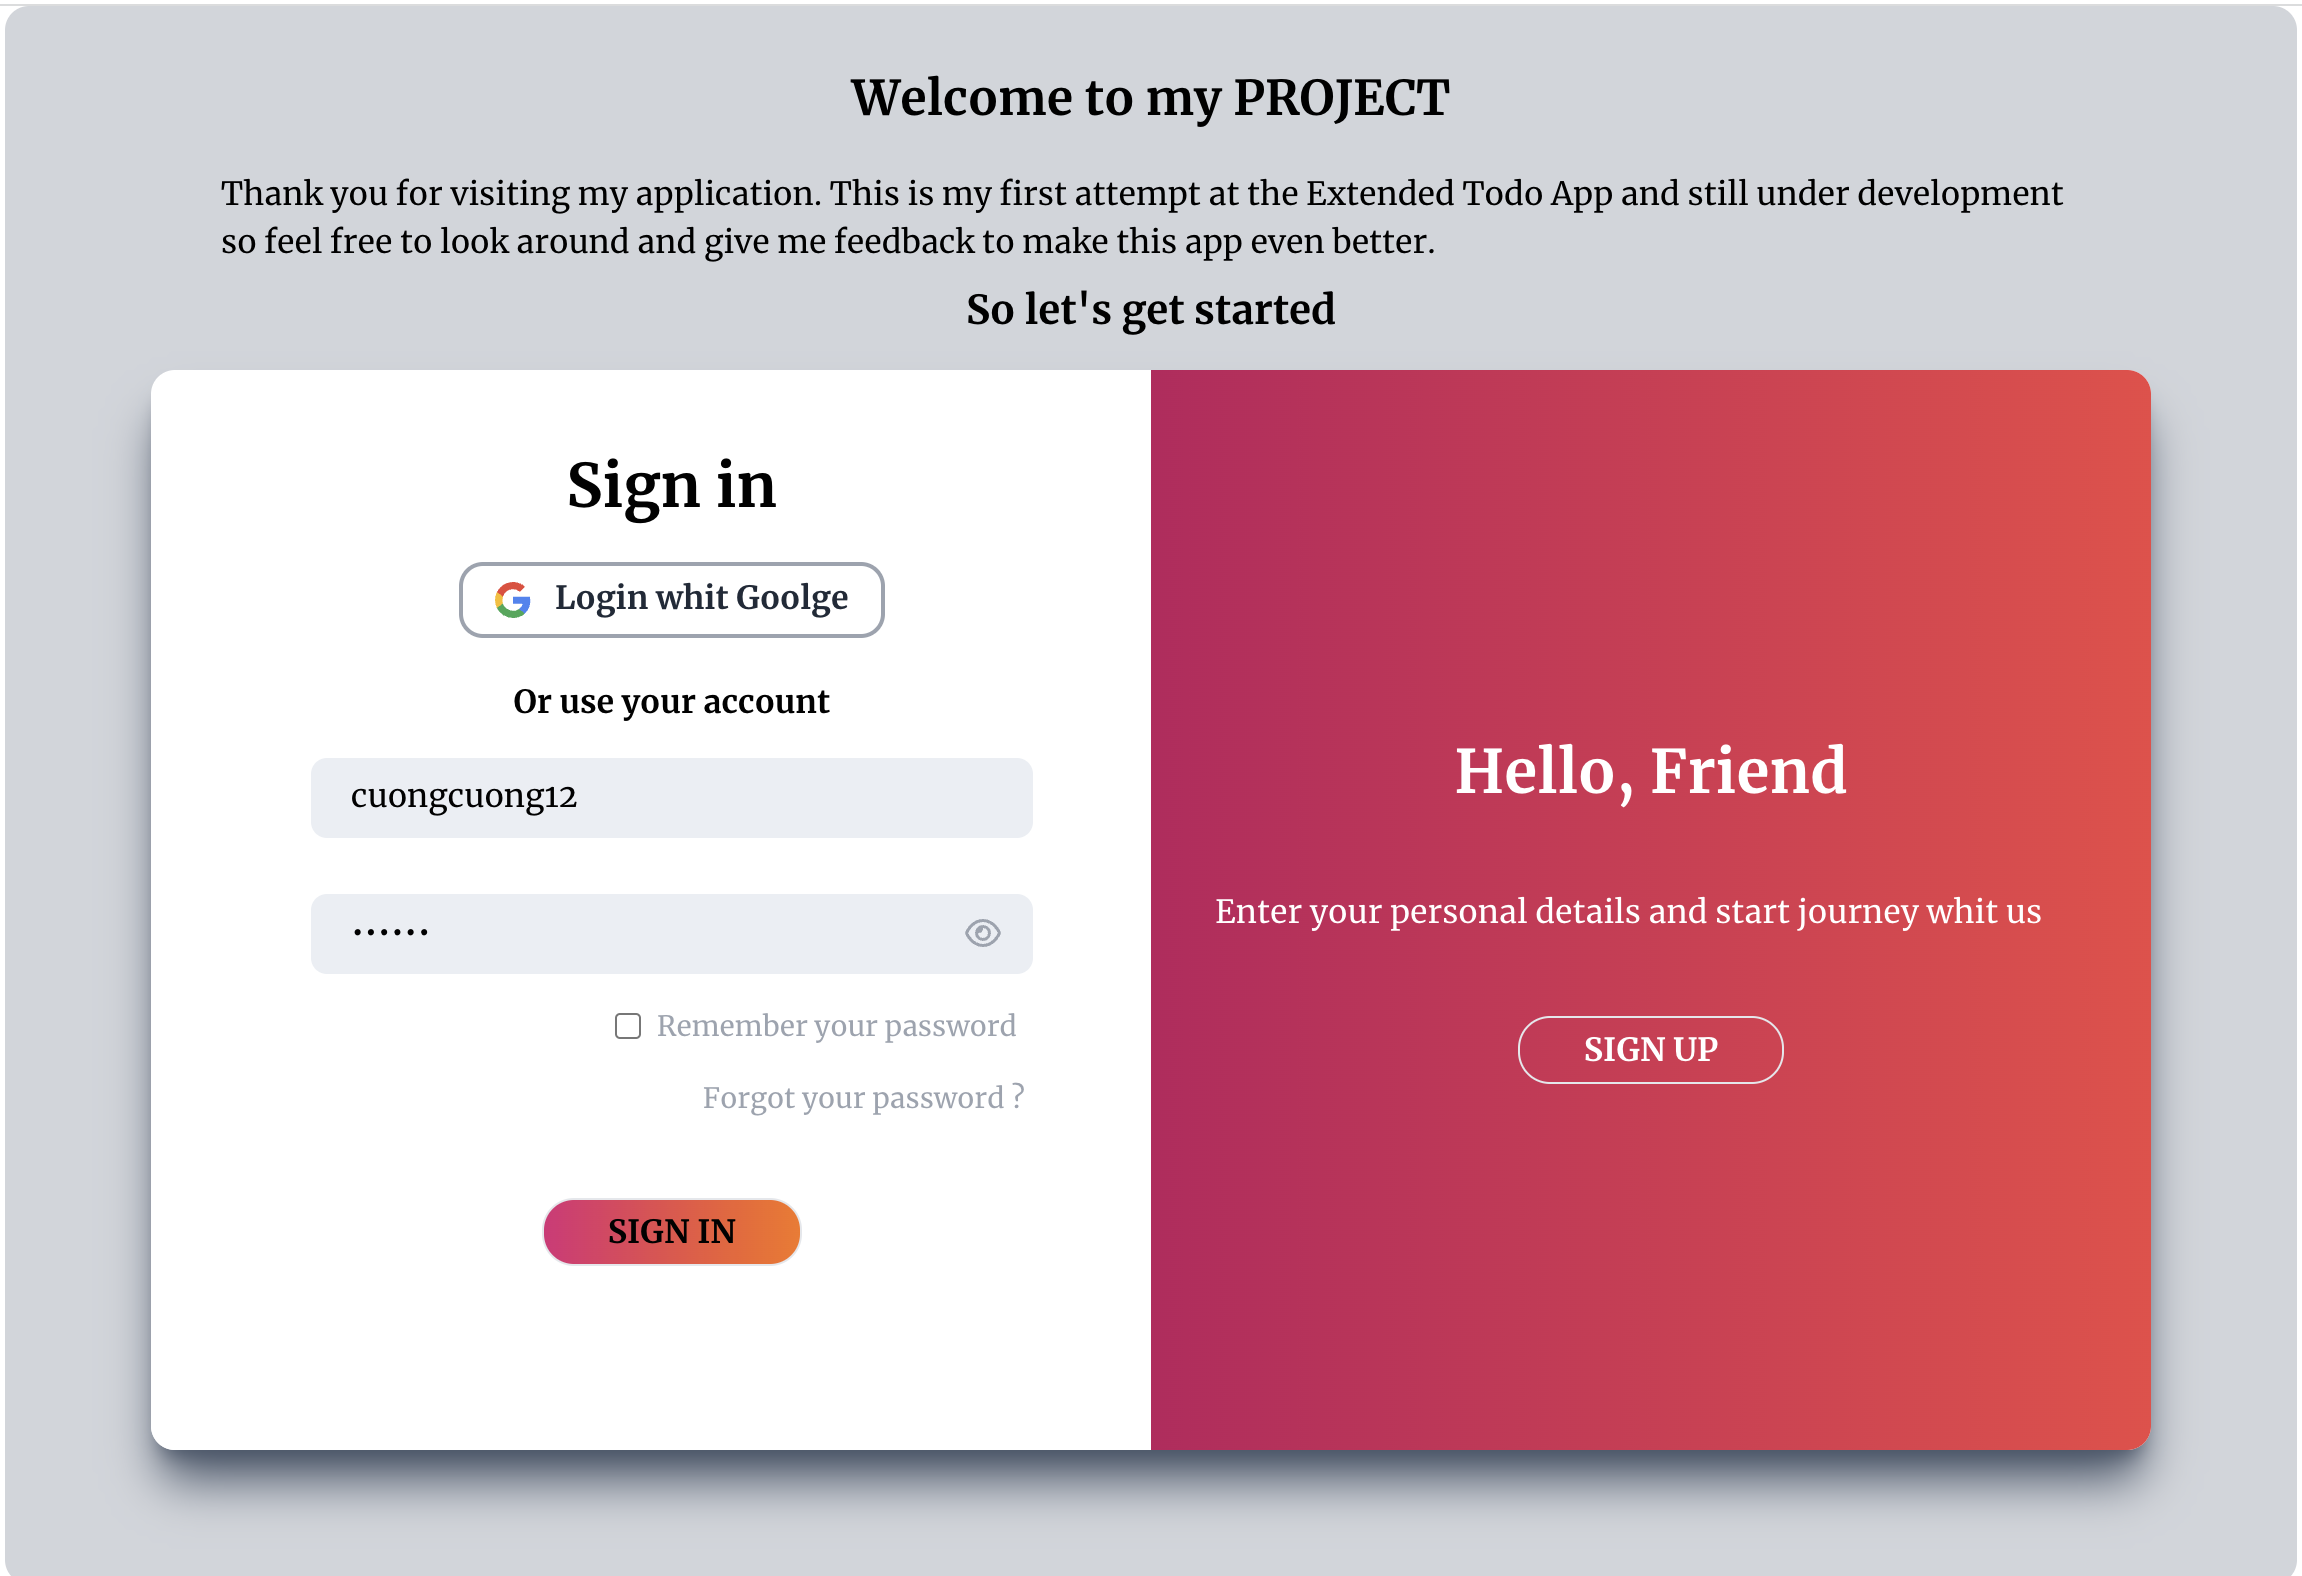 Welcome to my PROJECT
Thank you for visiting my application. This is my first attempt at the Extended Todo App and still under development
so feel free to look around and give me feedback to make this app even better.
So let's get started
Sign in
Login whit Goolge
Or use your account
cuongcuong12
••••••
Remember your password
Forgot your password ?
SIGN IN
Hello, Friend
Enter your personal details and start journey whit us
SIGN UP